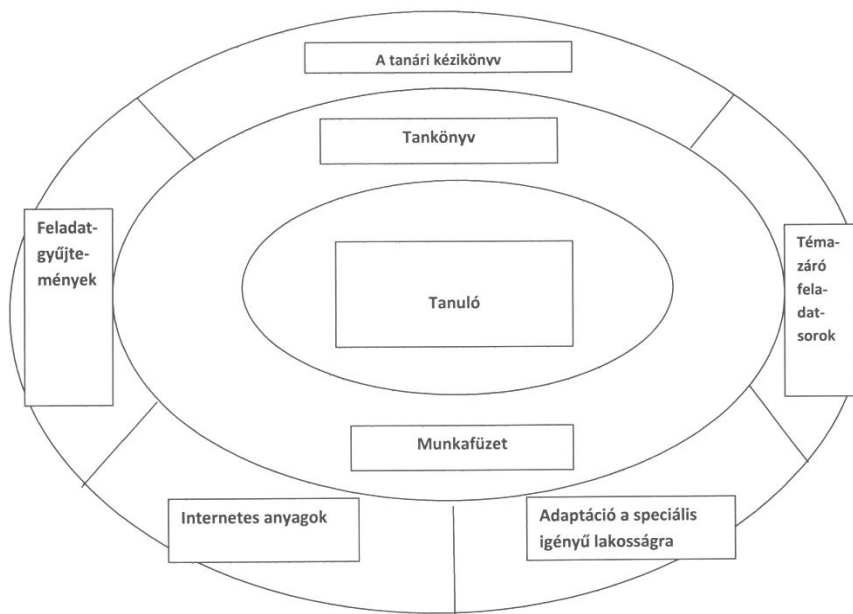 A tanári kézikönyv
Tankönyv
Feladat-
gyűjte-
mények
Téma-
záró
fela-
dat-
sorok
Tanuló
Munkafüzet
Internetes anyagok
Adaptáció a speciális
igényű lakosságra